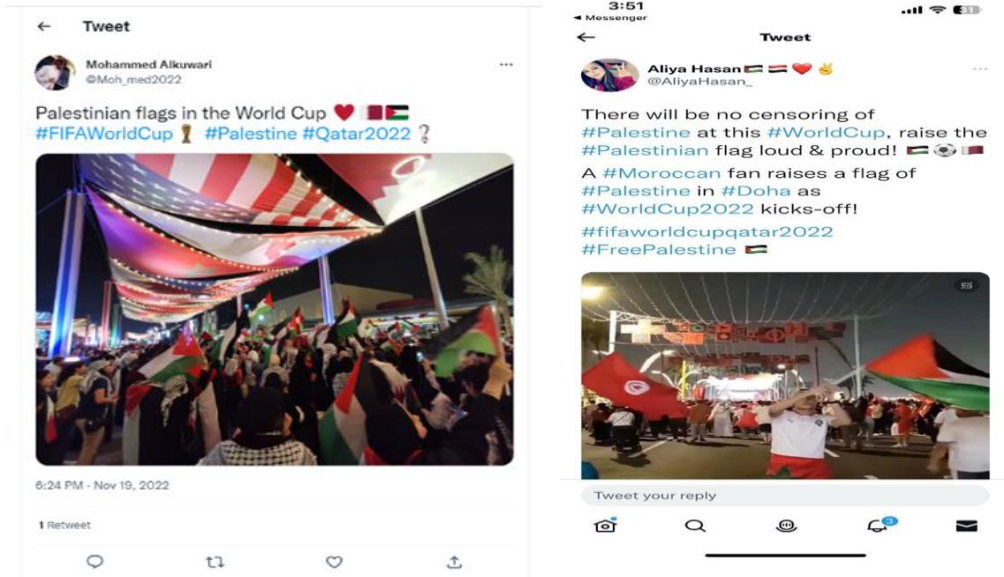 Tweet
Mohammed Alkuwari
@Moh_med2022
Palestinian flags in the World Cup ❤️ 🇶🇦🇵🇸
#FIFAWorldCup 🏆 #Palestine #Qatar2022 ❔
6:24 PM - Nov 19, 2022
1 Retweet
3:51
◀ Messenger
31
Tweet
Aliya Hasan🇵🇸 🇾🇪 ❤️ ✌️
@AliyaHasan_
There will be no censoring of
#Palestine at this #WorldCup, raise the
#Palestinian flag loud & proud! 🇵🇸 ⚽ 🇶🇦
A #Moroccan fan raises a flag of
#Palestine in #Doha as
#WorldCup2022 kicks-off!
#fifaworldcupqatar2022
#FreePalestine 🇵🇸
Tweet your reply
3